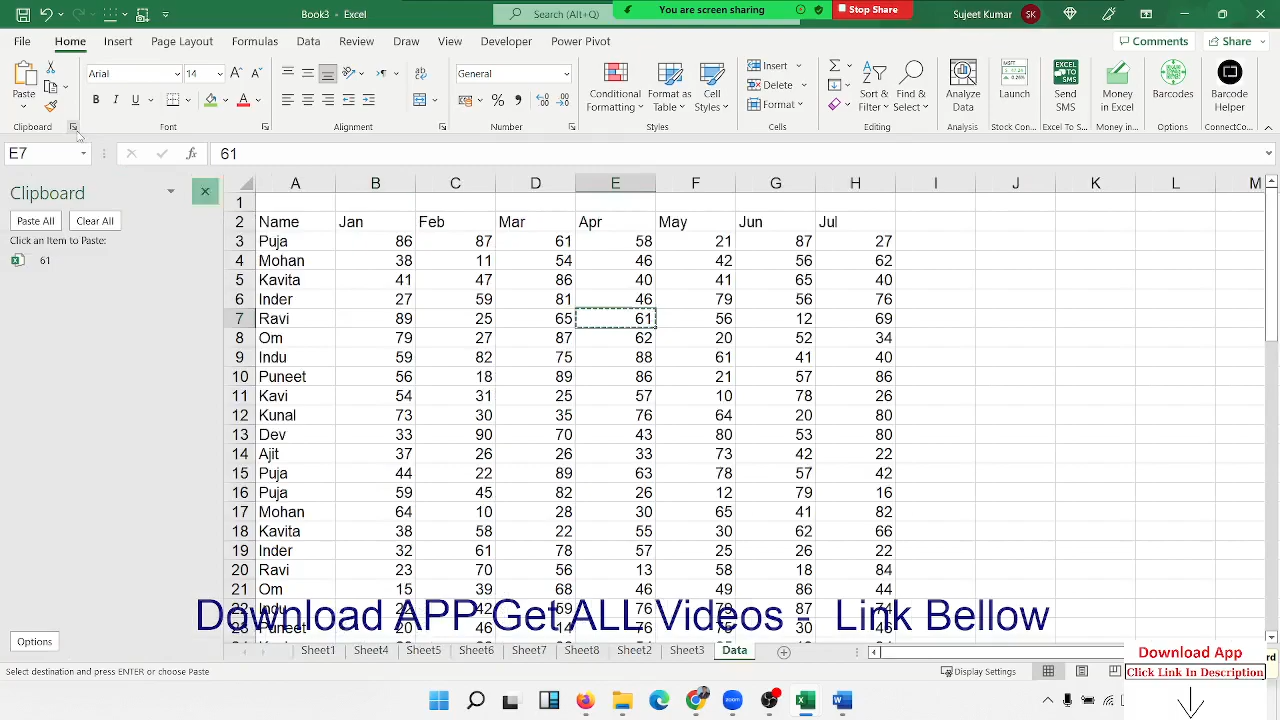 Book3 - Excel
Search (Alt+Q)
You are screen sharing
Stop Share
Sujeet Kumar
SK
File Home Insert Page Layout Formulas Data Review View Draw Developer View Power Pivot
Comments
Share
Paste
Arial
14
B I U
General
Conditional Formatting
Format as Table
Cell Styles
Insert
Delete
Format
Sort & Filter
Find & Select
Analyze Data
Launch
Send SMS
Money in Excel
Barcodes
Barcode Helper
Clipboard Font Alignment Number Styles Cells Editing Analysis Stock Con... Excel To S... Money in... Options ConnectCo...
E7
fx
61
Clipboard
Paste All
Clear All
Click an Item to Paste:
61
Options
A B C D E F G H I J K L M
1
2 Name Jan Feb Mar Apr May Jun Jul
3 Puja 86 87 61 58 21 87 27
4 Mohan 38 11 54 46 42 56 62
5 Kavita 41 47 86 40 41 65 40
6 Inder 27 59 81 46 79 56 76
7 Ravi 89 25 65 61 56 12 69
8 Om 79 27 87 62 20 52 34
9 Indu 59 82 75 88 61 41 40
10 Puneet 56 18 89 86 21 57 86
11 Kavi 54 31 25 57 10 78 26
12 Kunal 73 30 35 76 64 20 80
13 Dev 33 90 70 43 80 53 80
14 Ajit 37 26 26 33 73 42 22
15 Puja 44 22 89 63 78 57 42
16 Puja 59 45 82 26 12 79 16
17 Mohan 64 10 28 30 65 41 82
18 Kavita 38 58 22 55 30 62 66
19 Inder 32 61 78 57 25 26 22
20 Ravi 23 70 56 13 58 18 84
21 Om 15 39 68 46 49 86 44
Download APP Get ALL Videos - Link Bellow
Sheet1 Sheet4 Sheet5 Sheet6 Sheet7 Sheet8 Sheet2 Sheet3 Data
Select destination and press ENTER or choose Paste
Display Settings
Download App
Click Link In Description